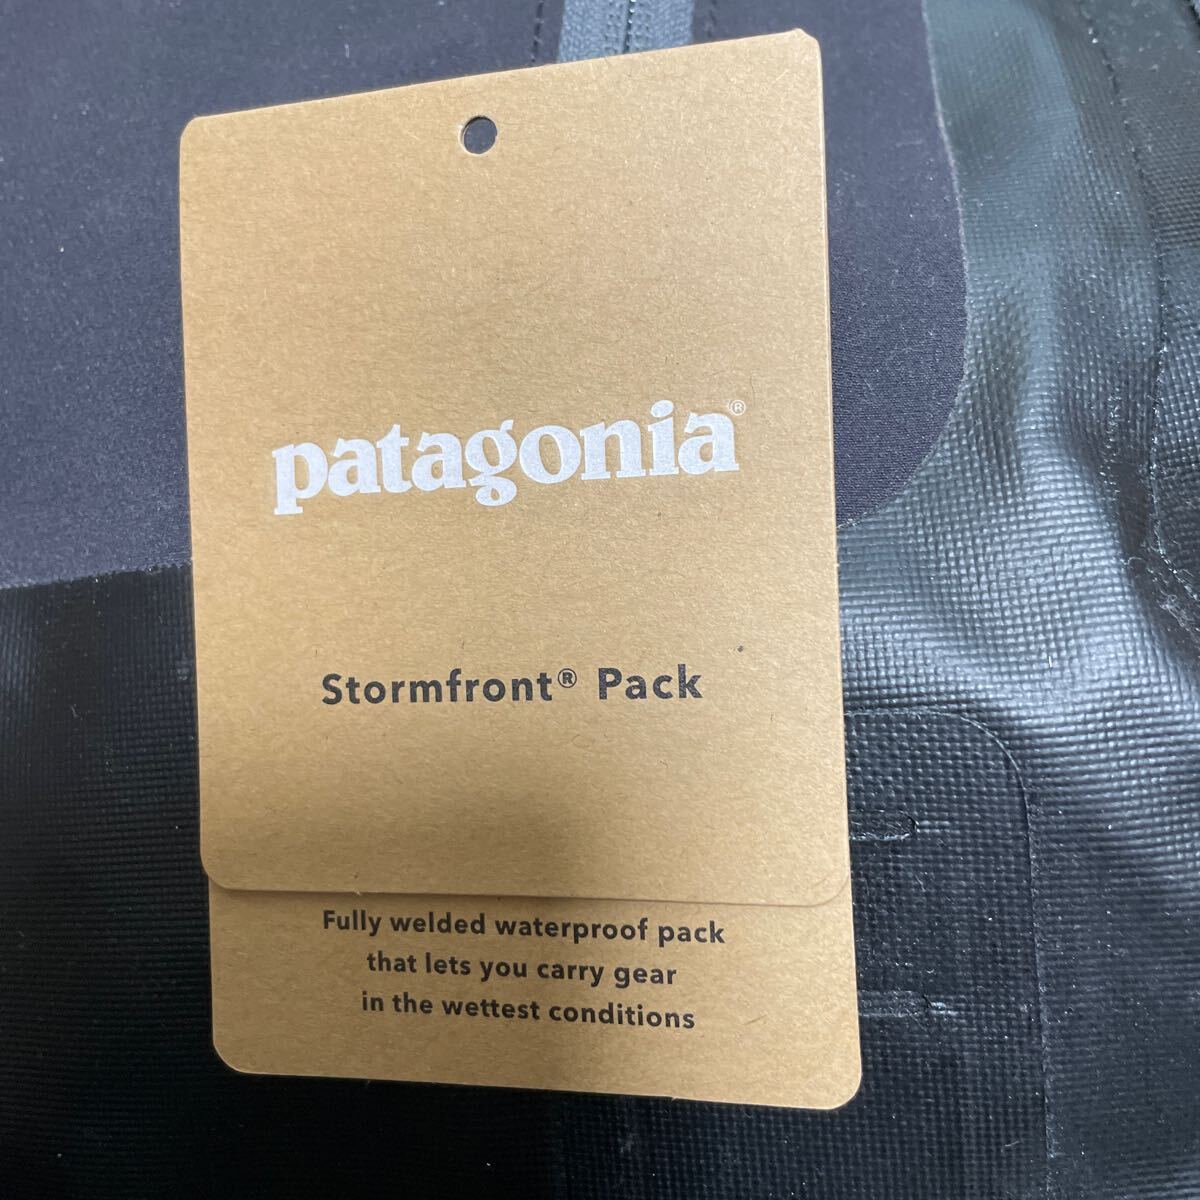 patagonia®
Stormfront® Pack
Fully welded waterproof pack
that lets you carry gear
in the wettest conditions